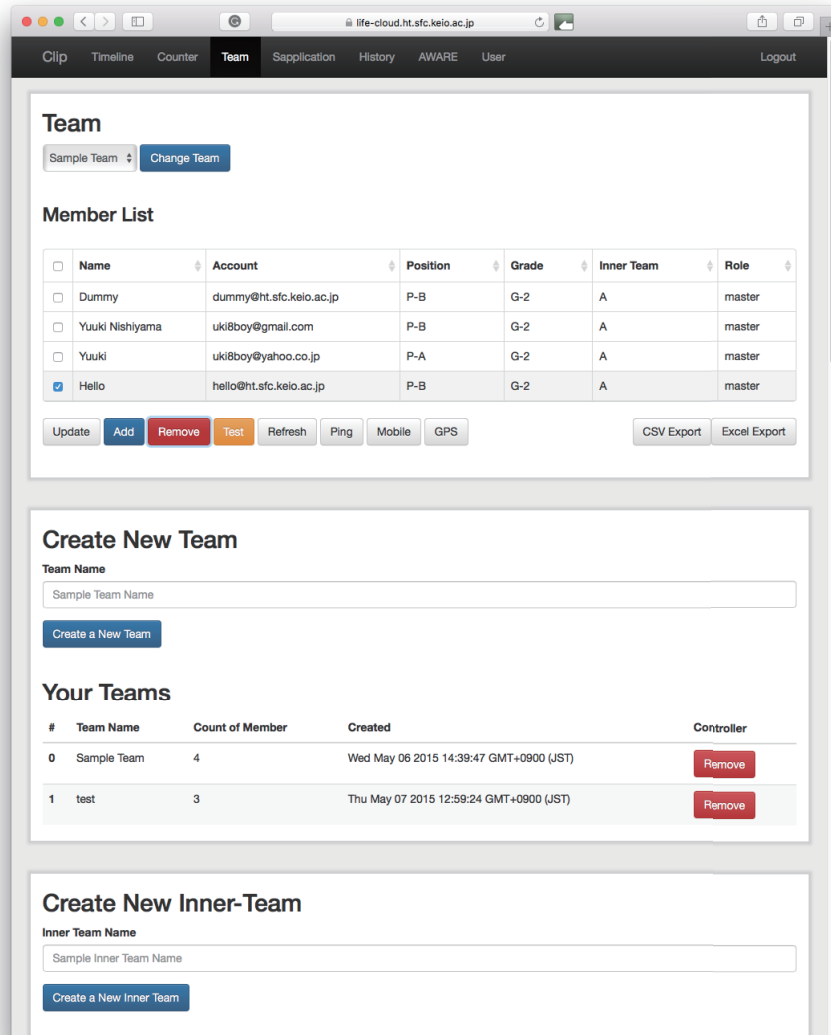 life-cloud.ht.sfc.keio.ac.jp
Clip Timeline Counter Team Sapplication History AWARE User Logout
Team
Sample Team Change Team
Member List
Name Account Position Grade Inner Team Role
Dummy dummy@ht.sfc.keio.ac.jp P-B G-2 A master
Yuuki Nishiyama uki8boy@gmail.com P-B G-2 A master
Yuuki uki8boy@yahoo.co.jp P-A G-2 A master
Hello hello@ht.sfc.keio.ac.jp P-B G-2 A master
Update Add Remove Test Refresh Ping Mobile GPS CSV Export Excel Export
Create New Team
Team Name
Sample Team Name
Create a New Team
Your Teams
# Team Name Count of Member Created Controller
0 Sample Team 4 Wed May 06 2015 14:39:47 GMT+0900 (JST) Remove
1 test 3 Thu May 07 2015 12:59:24 GMT+0900 (JST) Remove
Create New Inner-Team
Inner Team Name
Sample Inner Team Name
Create a New Inner Team